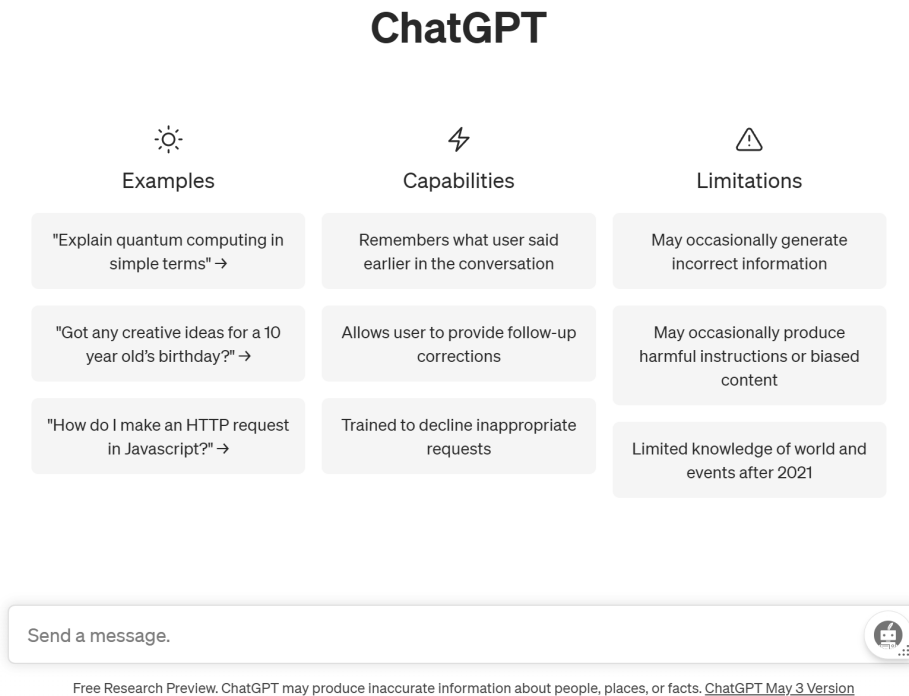 ChatGPT
Examples
"Explain quantum computing in
simple terms" →
"Got any creative ideas for a 10
year old's birthday?" →
"How do I make an HTTP request
in Javascript?" →
Capabilities
Remembers what user said
earlier in the conversation
Allows user to provide follow-up
corrections
Trained to decline inappropriate
requests
Limitations
May occasionally generate
incorrect information
May occasionally produce
harmful instructions or biased
content
Limited knowledge of world and
events after 2021
Send a message.
Free Research Preview. ChatGPT may produce inaccurate information about people, places, or facts. ChatGPT May 3 Version